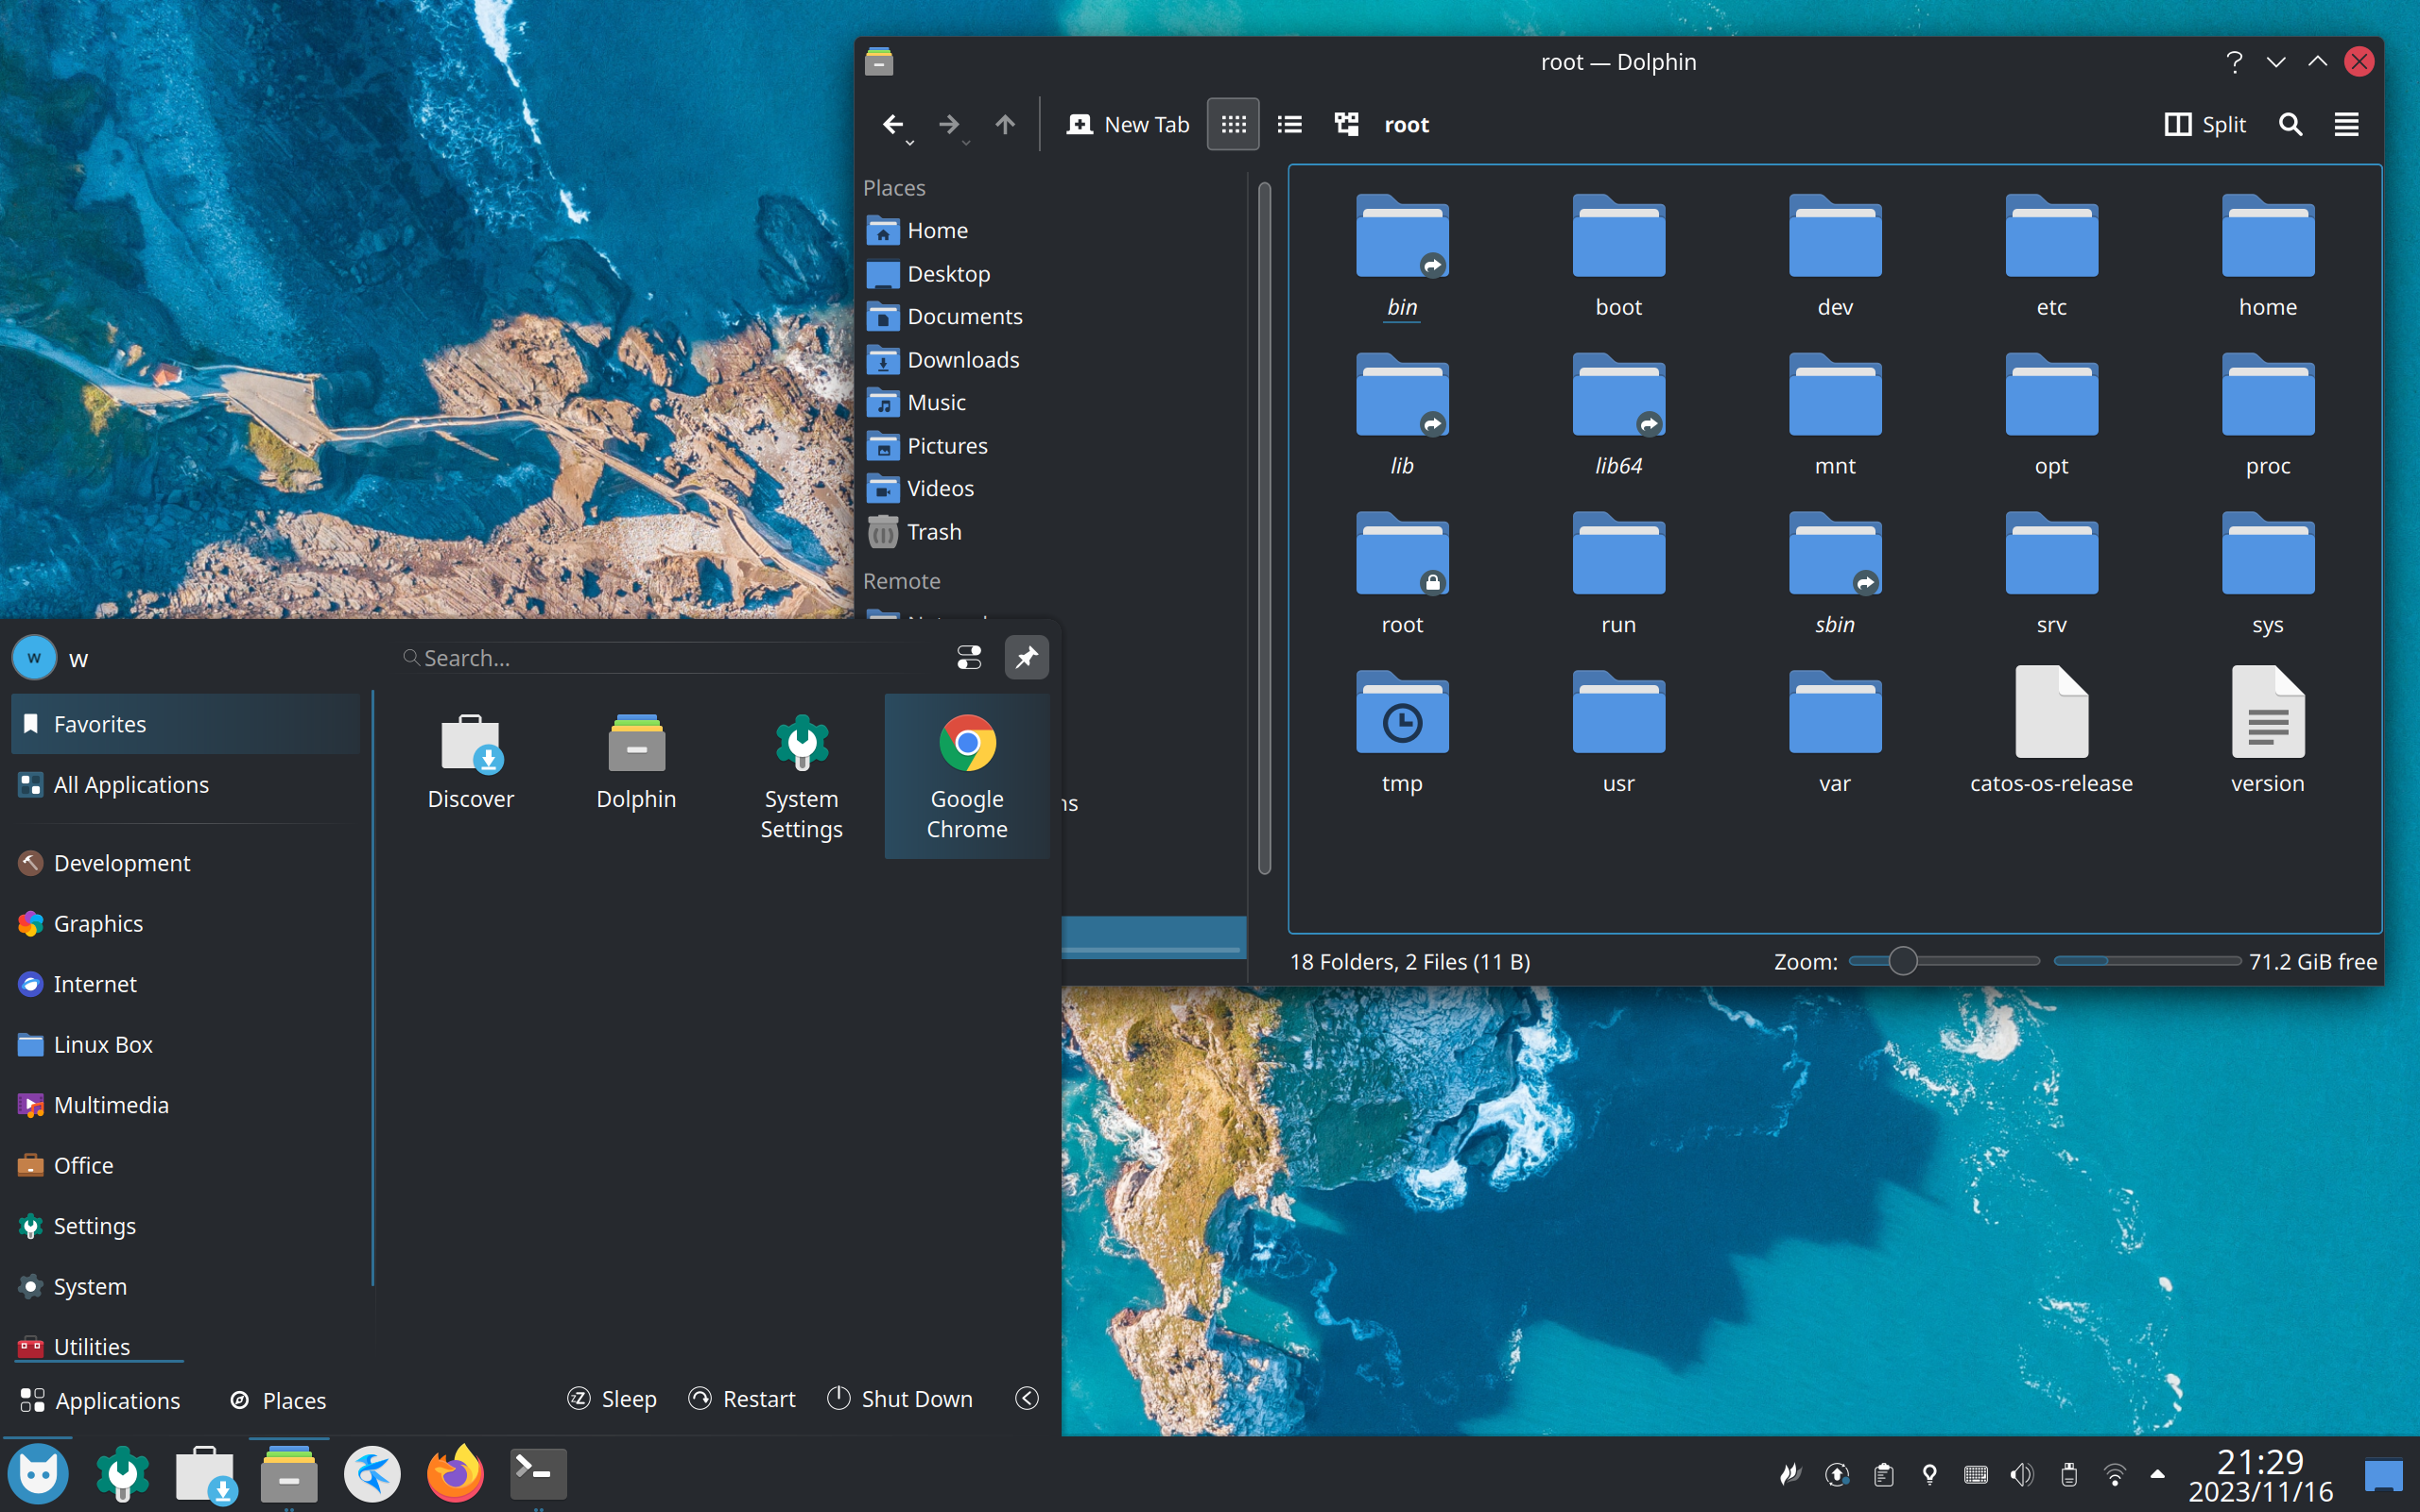 root — Dolphin
New Tab
root
Split
Places
Home
Desktop
Documents
Downloads
Music
Pictures
Videos
Trash
Remote
bin
boot
dev
etc
home
lib
lib64
mnt
opt
proc
root
run
sbin
srv
sys
tmp
usr
var
catos-os-release
version
18 Folders, 2 Files (11 B)
Zoom:
71.2 GiB free
w
w
Search...
Favorites
All Applications
Development
Graphics
Internet
Linux Box
Multimedia
Office
Settings
System
Utilities
Discover
Dolphin
System
Settings
Google
Chrome
Applications
Places
Sleep
Restart
Shut Down
21:29
2023/11/16